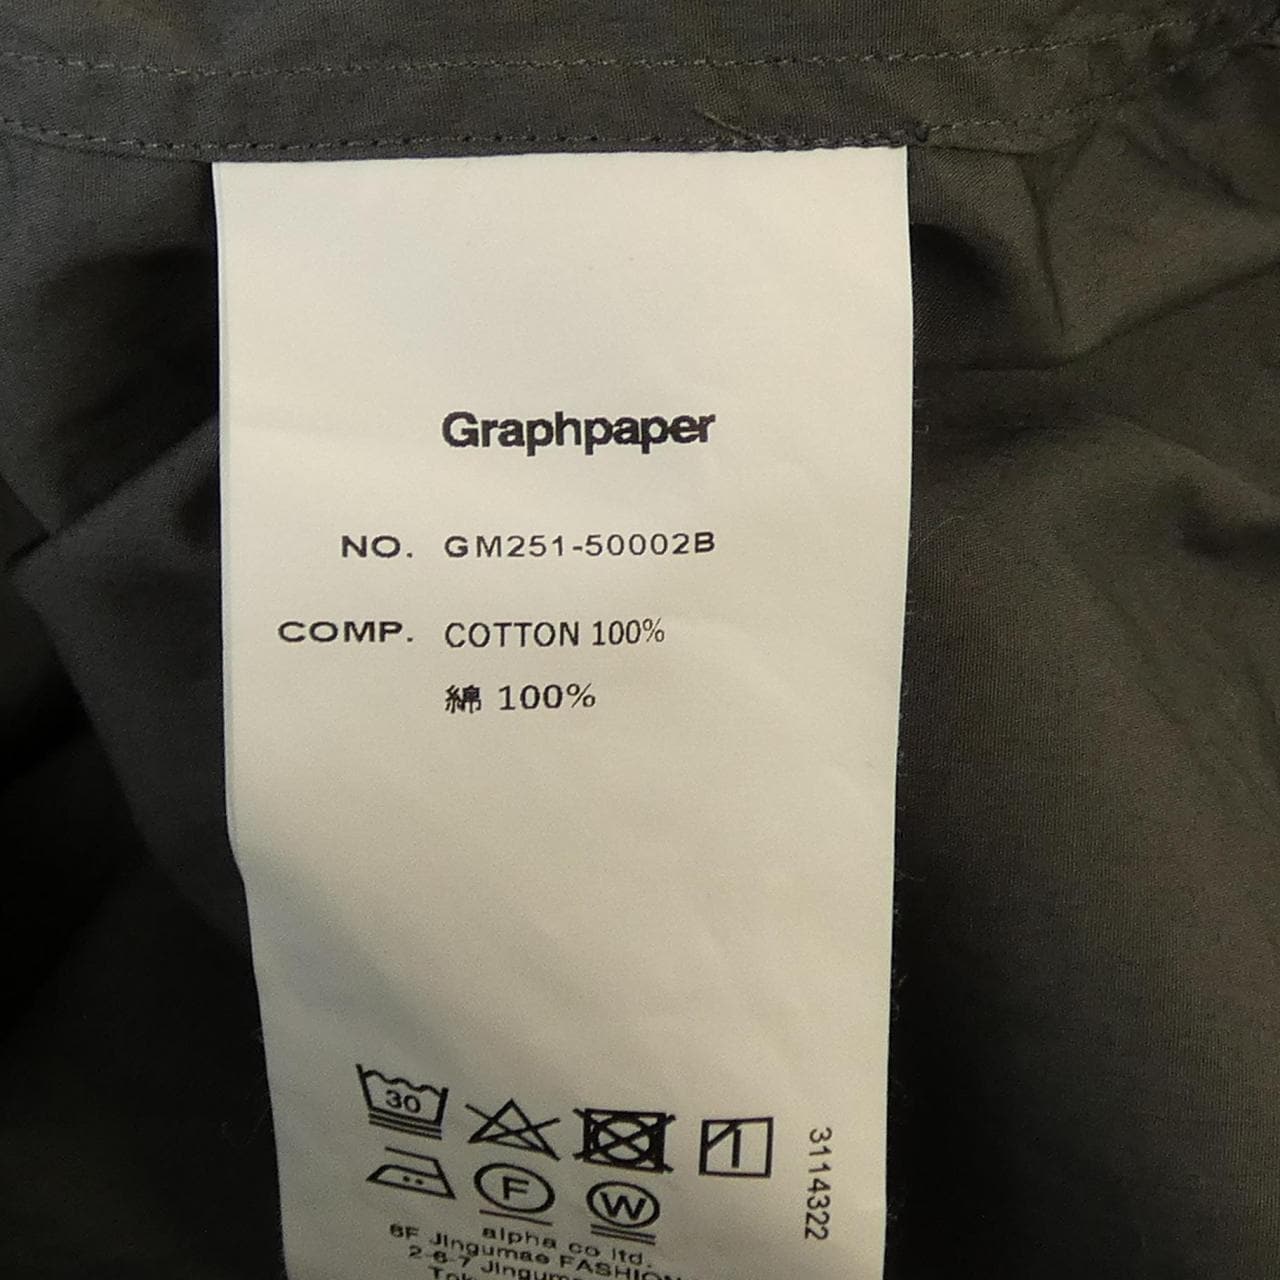 Graphpaper
NO. GM251-50002B
COMP. COTTON 100%
綿 100%
30
F
W
3114322
alpha co ltd.
6F Jingumae FASHION
2-6-7 Jingumae